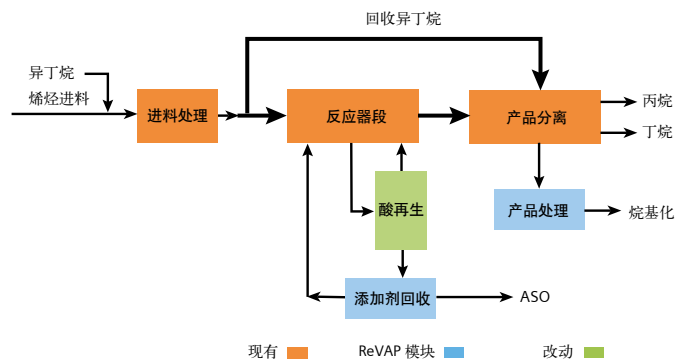 回收异丁烷
异丁烷
烯烃进料
进料处理
反应器段
产品分离
丙烷
丁烷
酸再生
产品处理
烷基化
添加剂回收
ASO
现有
ReVAP 模块
改动